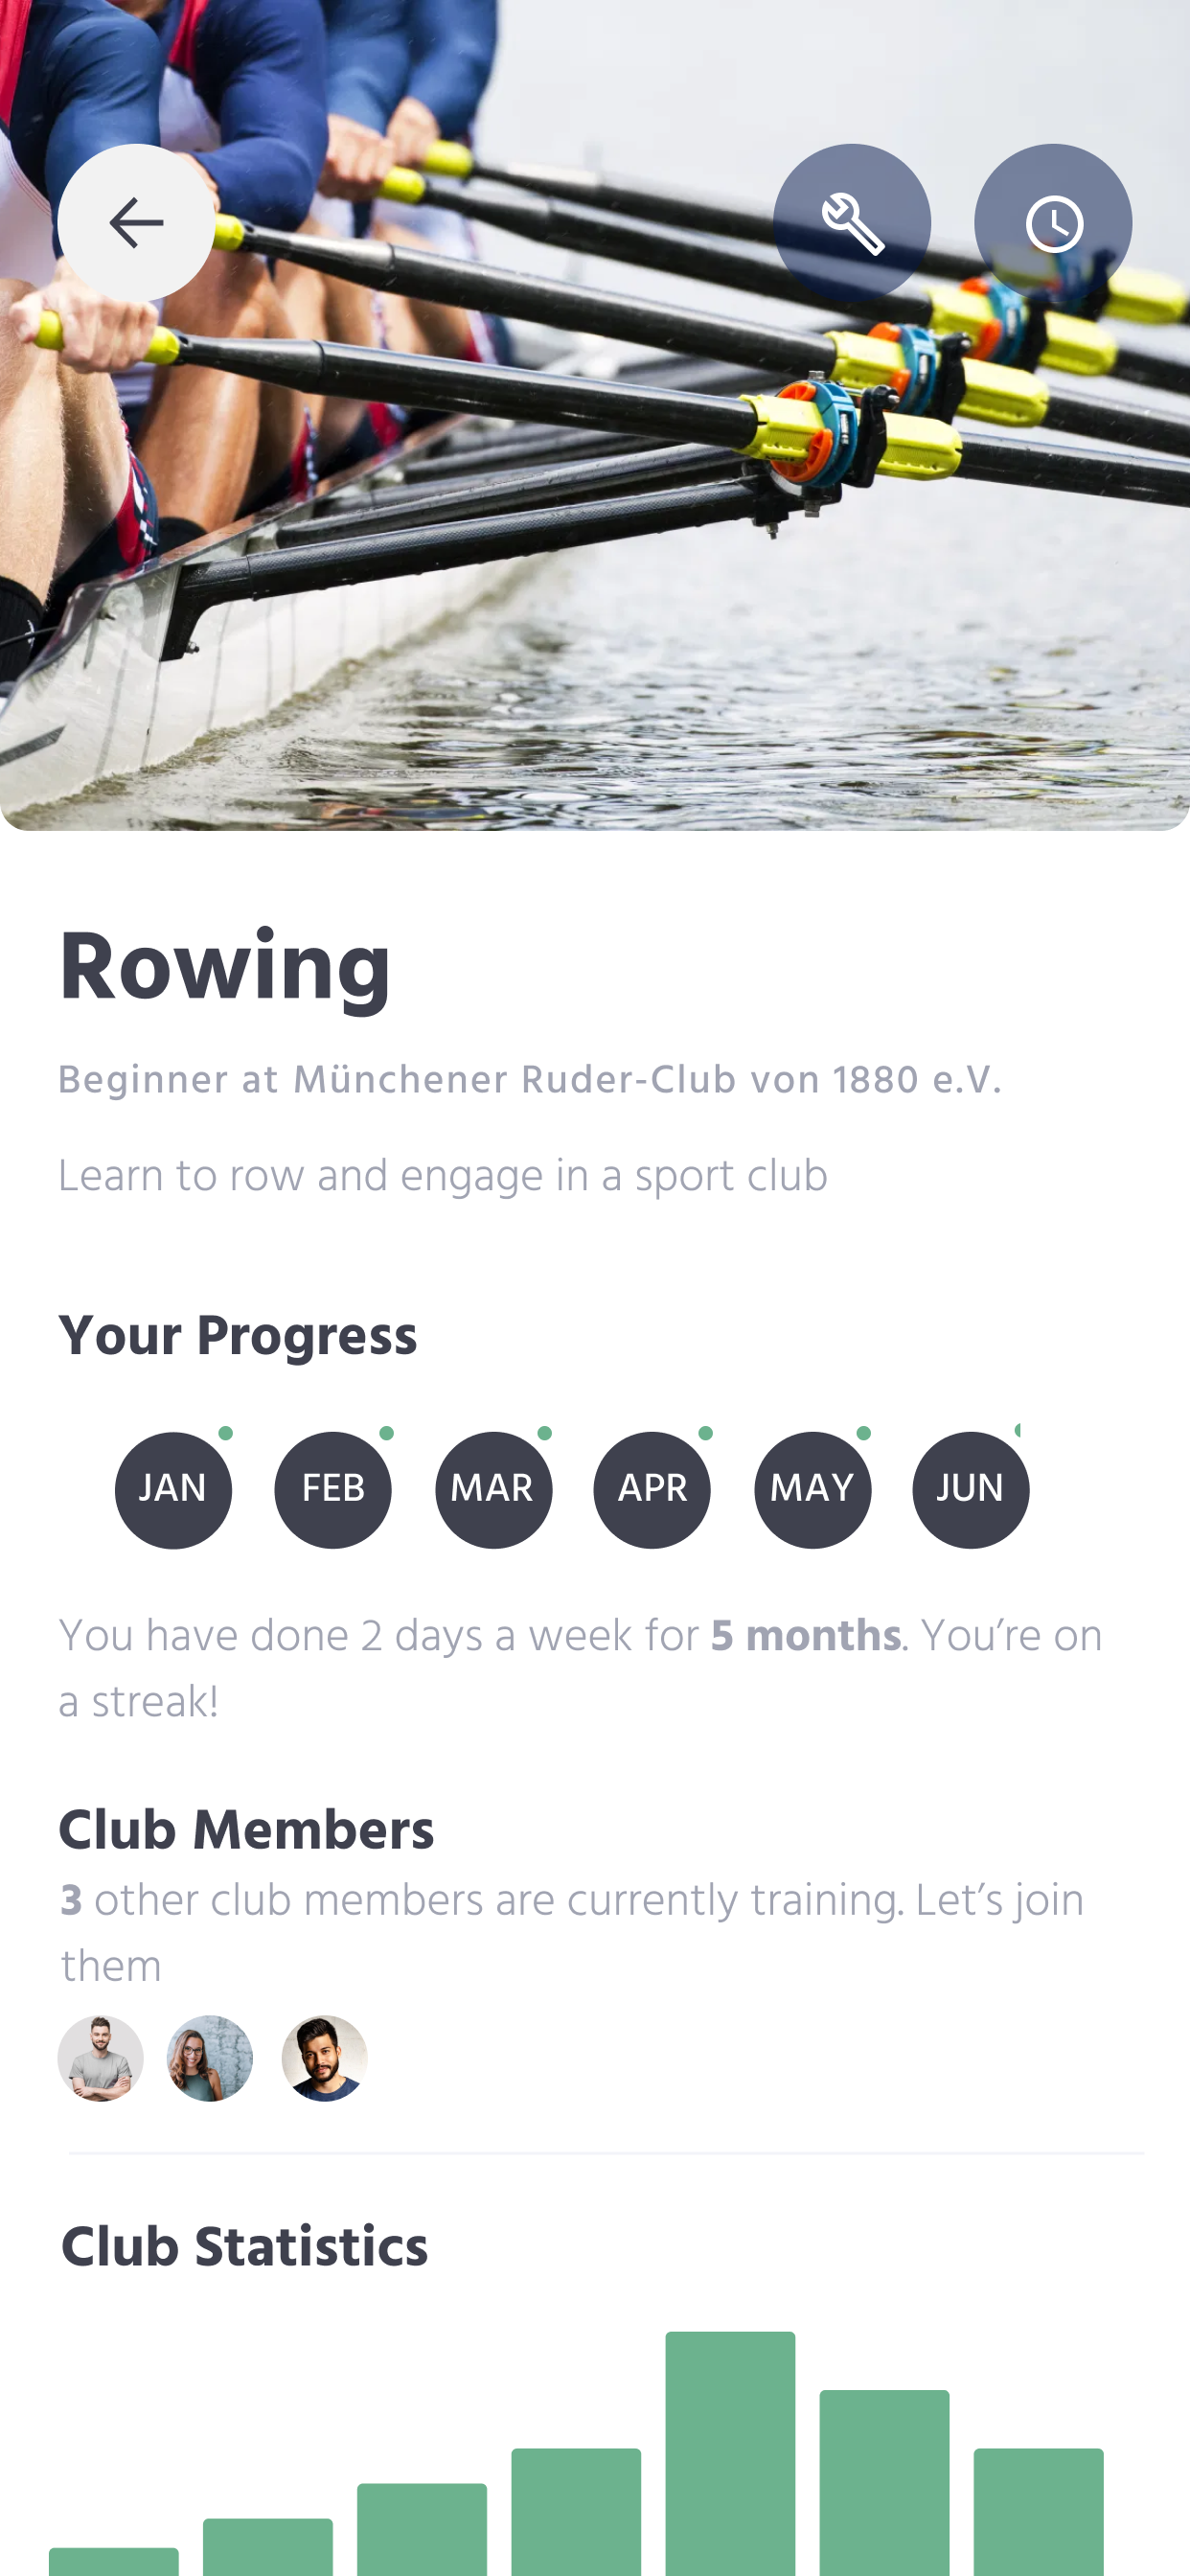 Rowing
Beginner at Münchener Ruder-Club von 1880 e.V.
Learn to row and engage in a sport club
Your Progress
JAN FEB MAR APR MAY JUN
You have done 2 days a week for 5 months. You’re on
a streak!
Club Members
3 other club members are currently training. Let’s join
them
Club Statistics